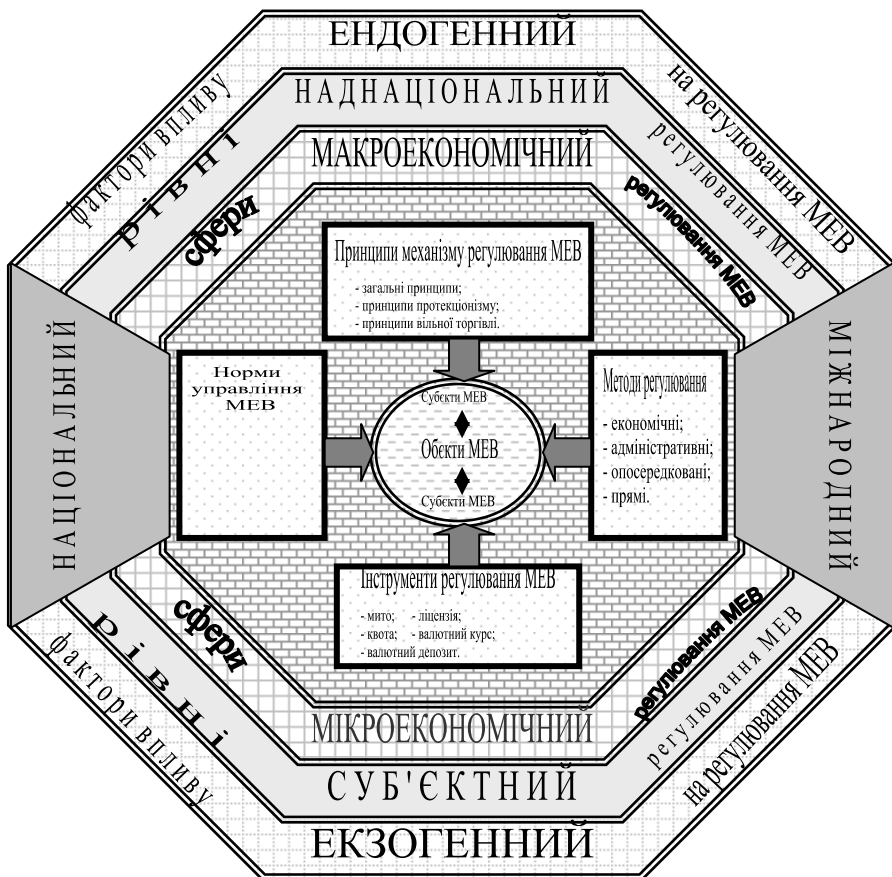 ЕНДОГЕННИЙ
фактори впливу
на регулювання МЕВ
НАДНАЦІОНАЛЬНИЙ
рівні
регулювання МЕВ
МАКРОЕКОНОМІЧНИЙ
сфери
регулювання МЕВ
Принципи механізму регулювання МЕВ
- загальні принципи;
- принципи протекціонізму;
- принципи вільної торгівлі.
НАЦІОНАЛЬНИЙ
Норми
управління
МЕВ
Субєкти МЕВ
Обєкти МЕВ
Субєкти МЕВ
Методи регулювання
- економічні;
- адміністративні;
- опосередковані;
- прямі.
МІЖНАРОДНИЙ
Інструменти регулювання МЕВ
- мито; - ліцензія;
- квота; - валютний курс;
- валютний депозит.
сфери
регулювання МЕВ
МІКРОЕКОНОМІЧНИЙ
рівні
регулювання МЕВ
СУБ'ЄКТНИЙ
фактори впливу
на регулювання МЕВ
ЕКЗОГЕННИЙ